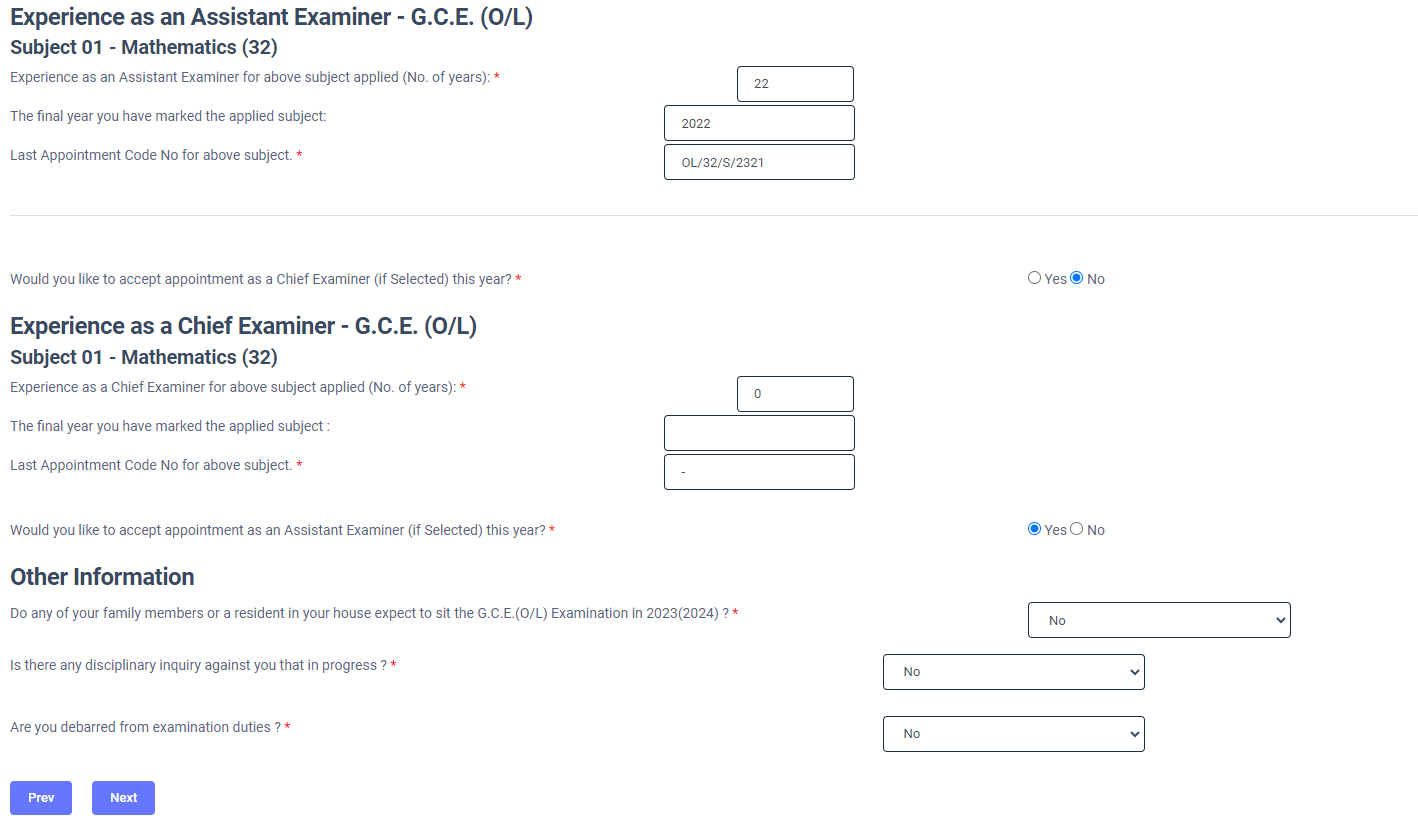 Experience as an Assistant Examiner - G.C.E. (O/L)
Subject 01 - Mathematics (32)
Experience as an Assistant Examiner for above subject applied (No. of years): * 22
The final year you have marked the applied subject: 2022
Last Appointment Code No for above subject. * OL/32/S/2321
Would you like to accept appointment as a Chief Examiner (if Selected) this year? * Yes No
Experience as a Chief Examiner - G.C.E. (O/L)
Subject 01 - Mathematics (32)
Experience as a Chief Examiner for above subject applied (No. of years): * 0
The final year you have marked the applied subject :
Last Appointment Code No for above subject. * -
Would you like to accept appointment as an Assistant Examiner (if Selected) this year? * Yes No
Other Information
Do any of your family members or a resident in your house expect to sit the G.C.E.(O/L) Examination in 2023(2024) ? * No
Is there any disciplinary inquiry against you that in progress ? * No
Are you debarred from examination duties ? * No
Prev Next